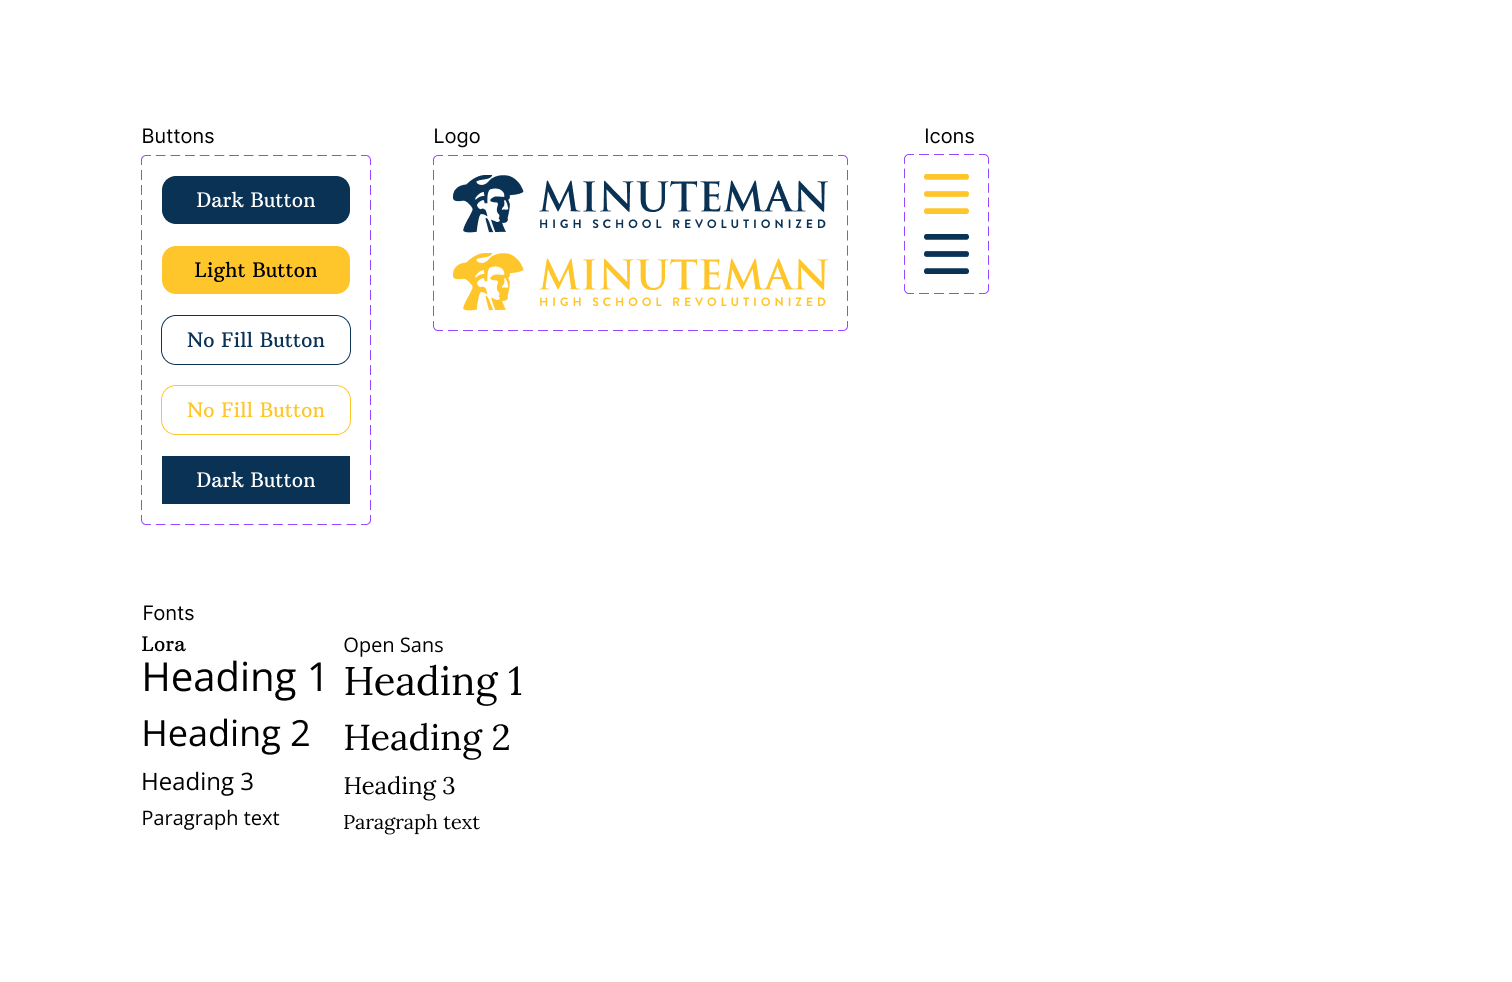 Buttons
Dark Button
Light Button
No Fill Button
No Fill Button
Dark Button
Logo
MINUTEMAN
HIGH SCHOOL REVOLUTIONIZED
MINUTEMAN
HIGH SCHOOL REVOLUTIONIZED
Icons
Fonts
Lora
Heading 1
Heading 2
Heading 3
Paragraph text
Open Sans
Heading 1
Heading 2
Heading 3
Paragraph text